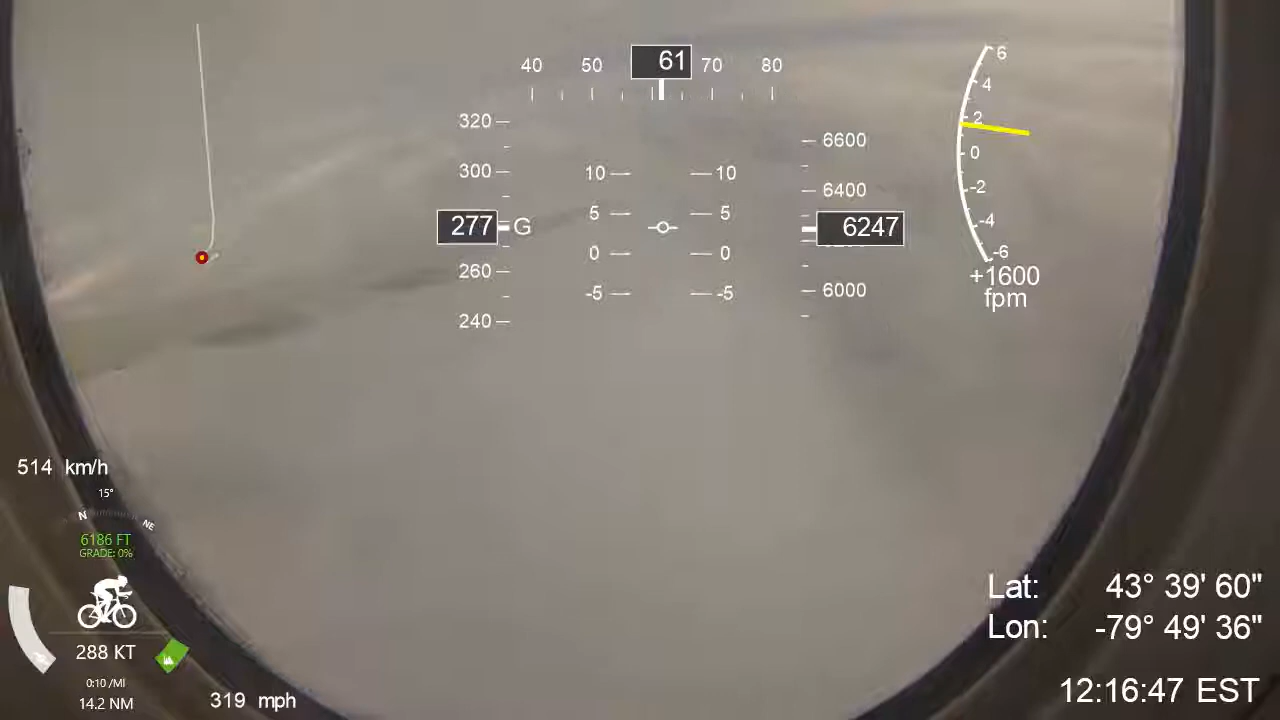 40 50 61 70 80
320
300
277 G
260
240
10 10
5 5
0 0
-5 -5
6600
6400
6247
6000
6
4
2
0
-2
-4
-6
+1600
fpm
514 km/h
15°
N NE
6186 FT
GRADE: 0%
288 KT
0:10 /MI
14.2 NM
319 mph
Lat: 43° 39' 60"
Lon: -79° 49' 36"
12:16:47 EST